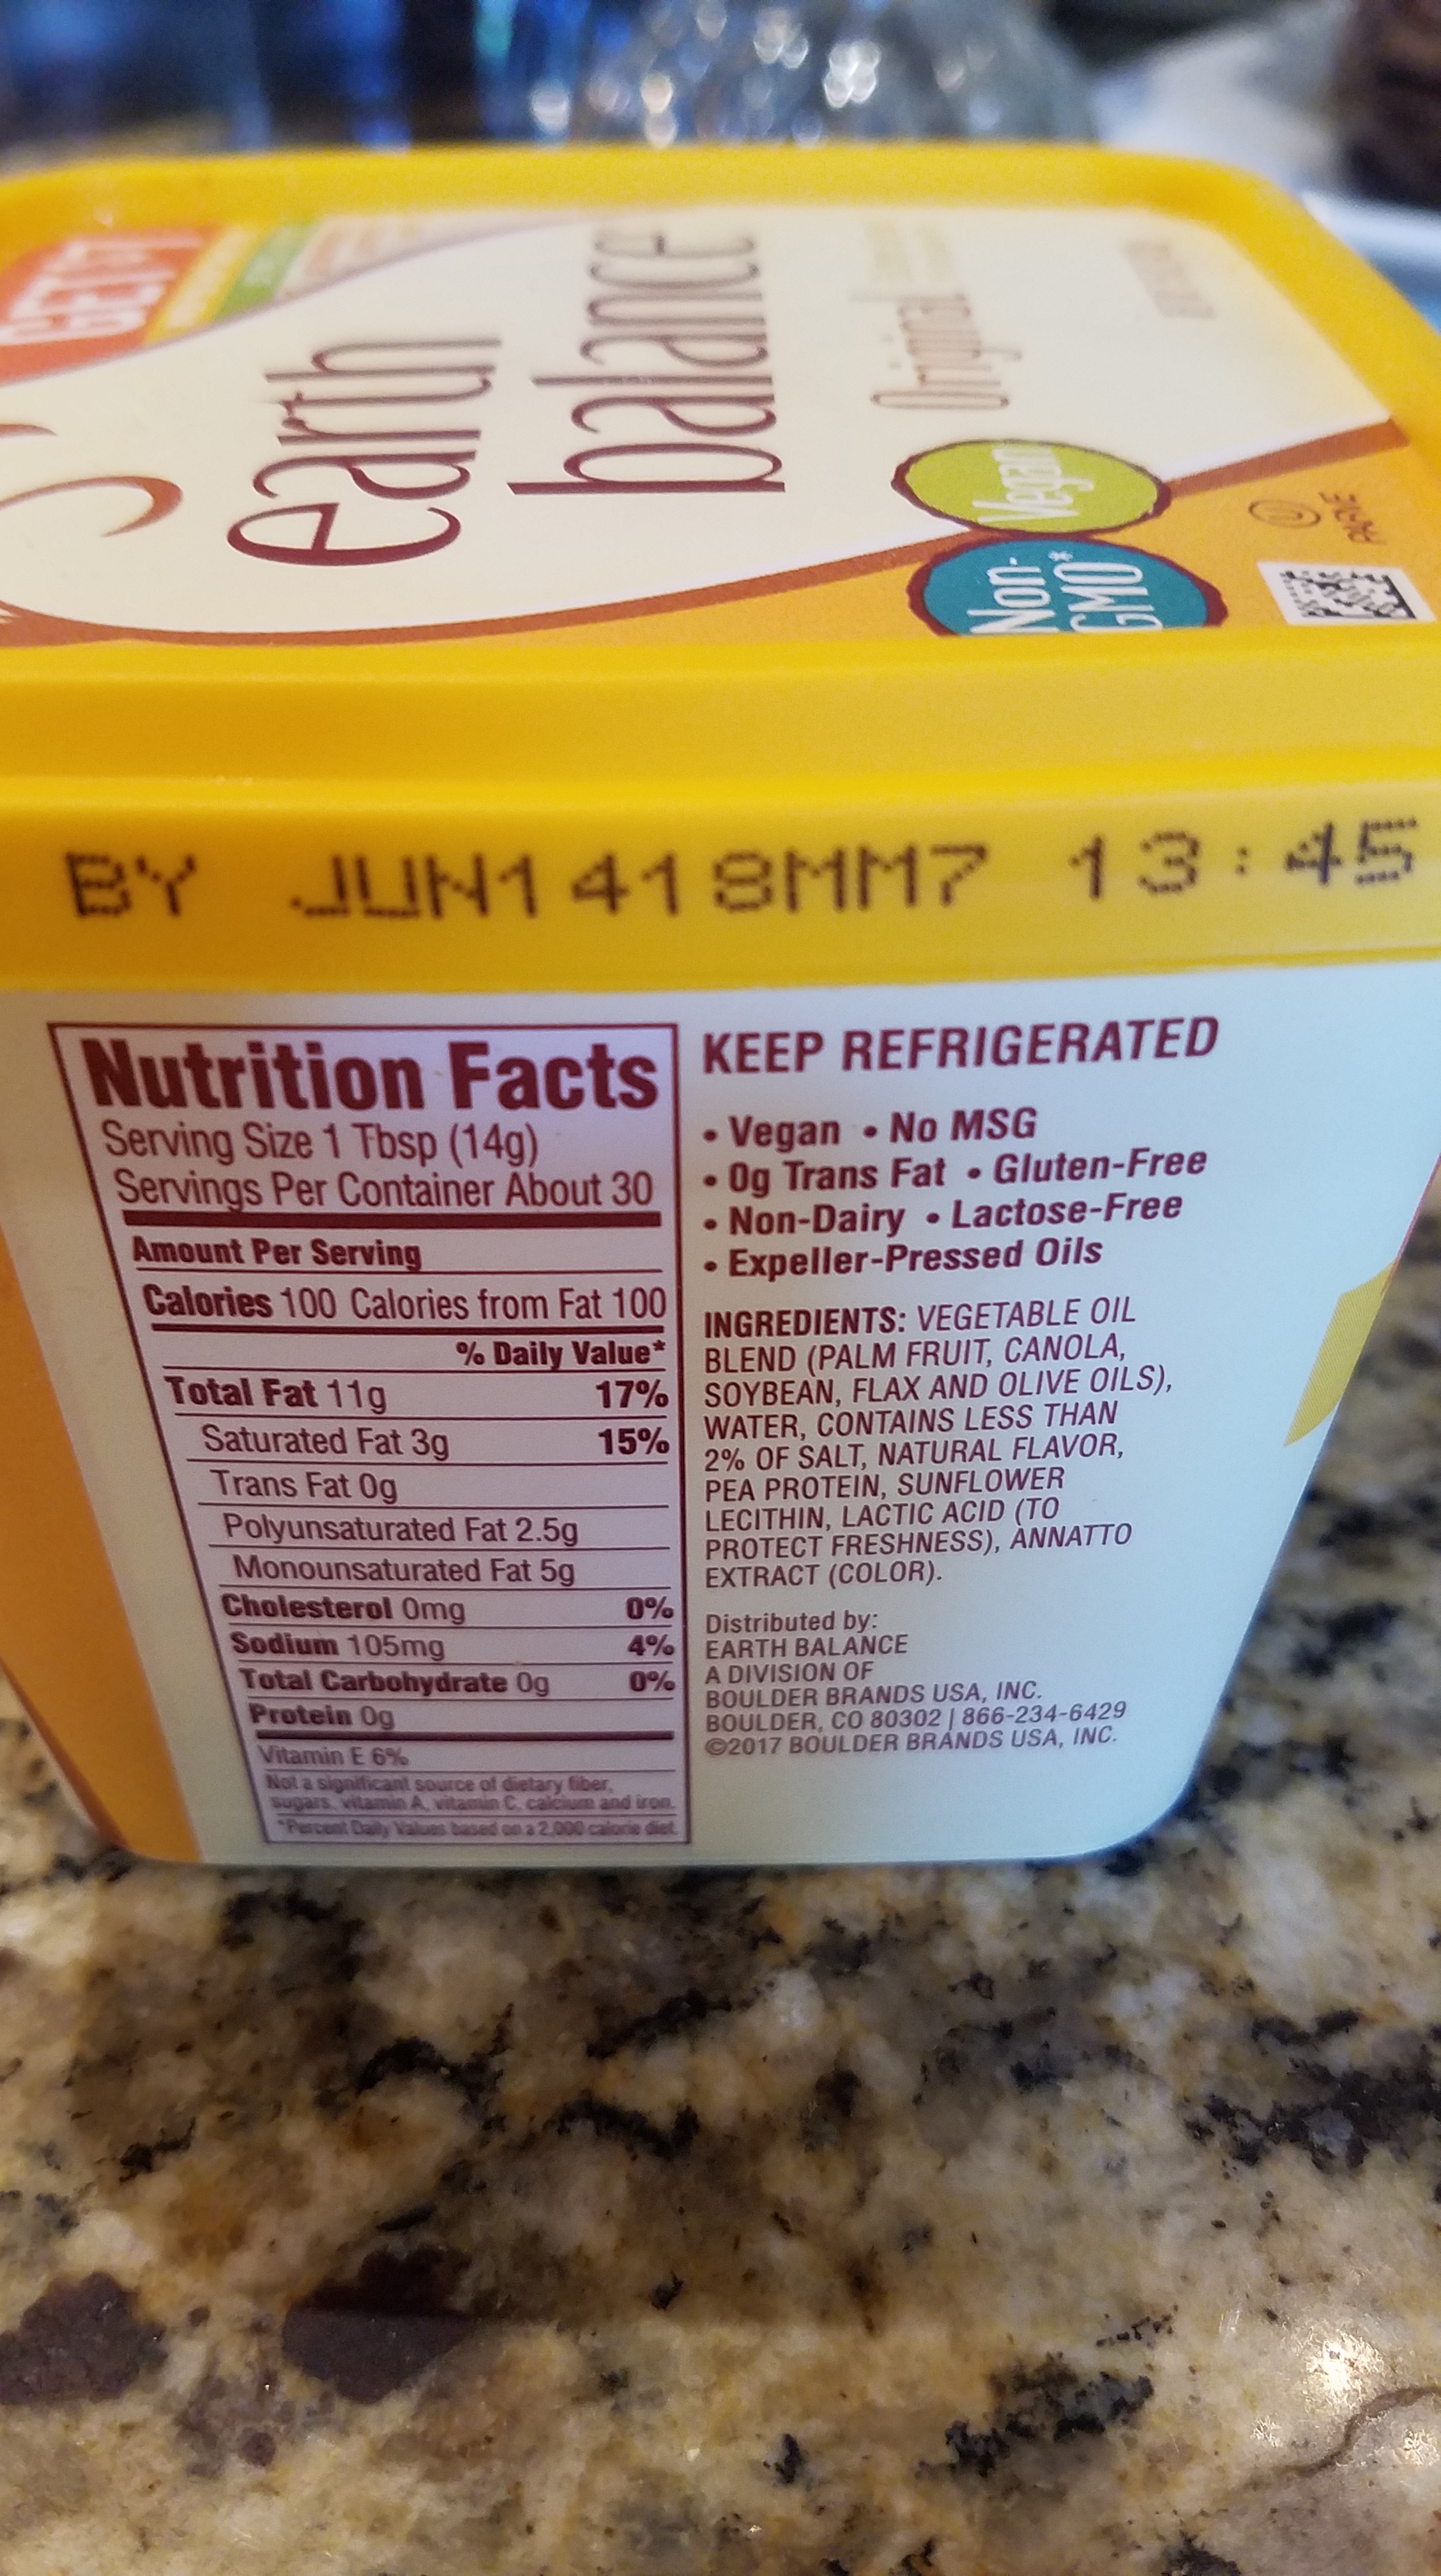 earth
balance
Original
Vegan
Non-
GMO*
BY JUN1418MM7 13:45
Nutrition Facts
Serving Size 1 Tbsp (14g)
Servings Per Container About 30
Amount Per Serving
Calories 100 Calories from Fat 100
% Daily Value*
Total Fat 11g 17%
Saturated Fat 3g 15%
Trans Fat 0g
Polyunsaturated Fat 2.5g
Monounsaturated Fat 5g
Cholesterol 0mg 0%
Sodium 105mg 4%
Total Carbohydrate 0g 0%
Protein 0g
Vitamin E 6%
Not a significant source of dietary fiber,
sugars, vitamin A, vitamin C, calcium and iron.
*Percent Daily Values based on a 2,000 calorie diet.
KEEP REFRIGERATED
• Vegan • No MSG
• 0g Trans Fat • Gluten-Free
• Non-Dairy • Lactose-Free
• Expeller-Pressed Oils
INGREDIENTS: VEGETABLE OIL
BLEND (PALM FRUIT, CANOLA,
SOYBEAN, FLAX AND OLIVE OILS),
WATER, CONTAINS LESS THAN
2% OF SALT, NATURAL FLAVOR,
PEA PROTEIN, SUNFLOWER
LECITHIN, LACTIC ACID (TO
PROTECT FRESHNESS), ANNATTO
EXTRACT (COLOR).
Distributed by:
EARTH BALANCE
A DIVISION OF
BOULDER BRANDS USA, INC.
BOULDER, CO 80302 | 866-234-6429
©2017 BOULDER BRANDS USA, INC.